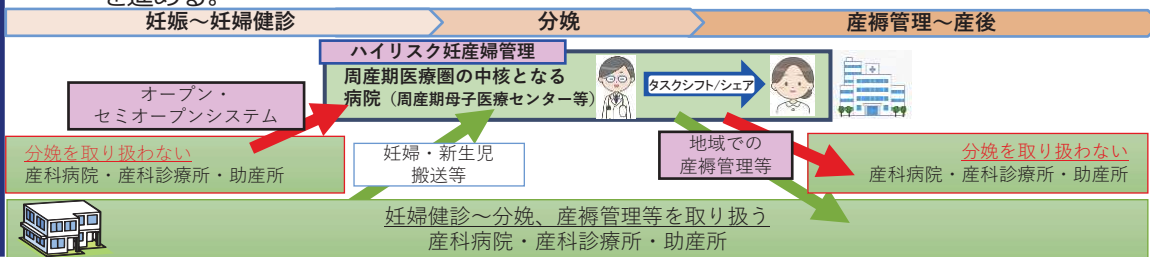 を進める。
妊娠～妊婦健診
分娩
産褥管理～産後
ハイリスク妊産婦管理
周産期医療圏の中核となる
病院（周産期母子医療センター等）
タスクシフト/シェア
オープン・
セミオープンシステム
分娩を取り扱わない
産科病院・産科診療所・助産所
妊婦・新生児
搬送等
地域での
産褥管理等
分娩を取り扱わない
産科病院・産科診療所・助産所
妊婦健診～分娩、産褥管理等を取り扱う
産科病院・産科診療所・助産所